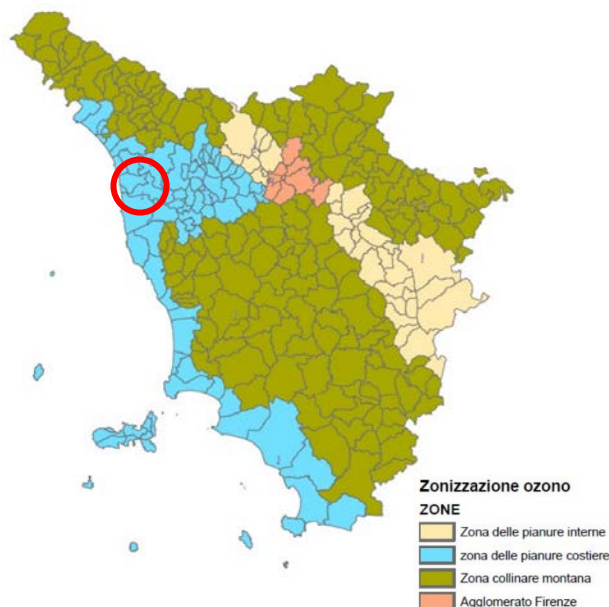 Zonizzazione ozono
ZONE
Zona delle pianure interne
zona delle pianure costiere
Zona collinare montana
Agglomerato Firenze